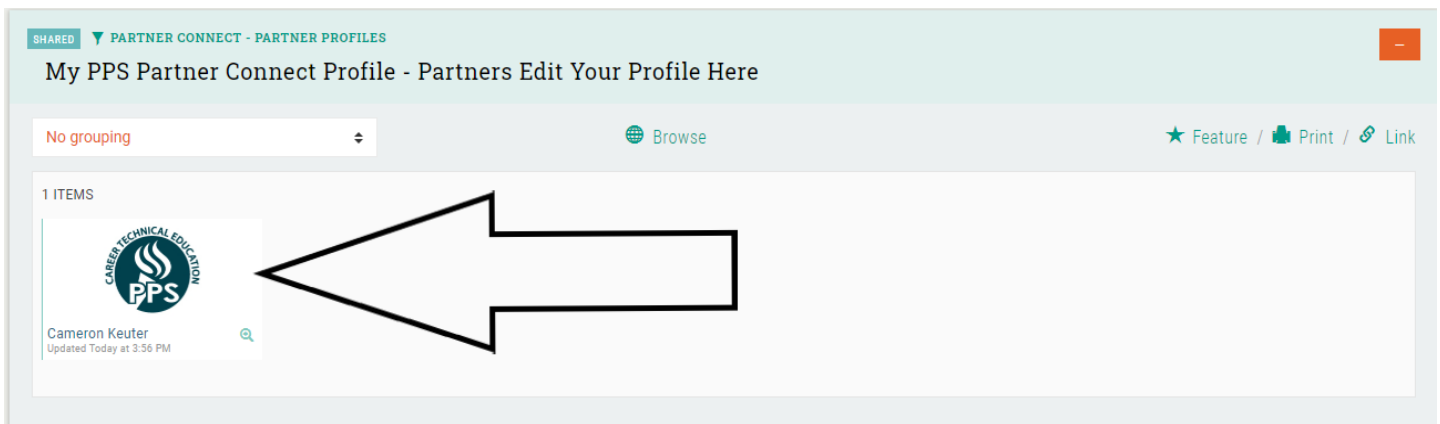 SHARED PARTNER CONNECT - PARTNER PROFILES
My PPS Partner Connect Profile - Partners Edit Your Profile Here
No grouping
Browse
Feature / Print / Link
1 ITEMS
CAREER TECHNICAL EDUCATION
PPS
Cameron Keuter
Updated Today at 3:56 PM